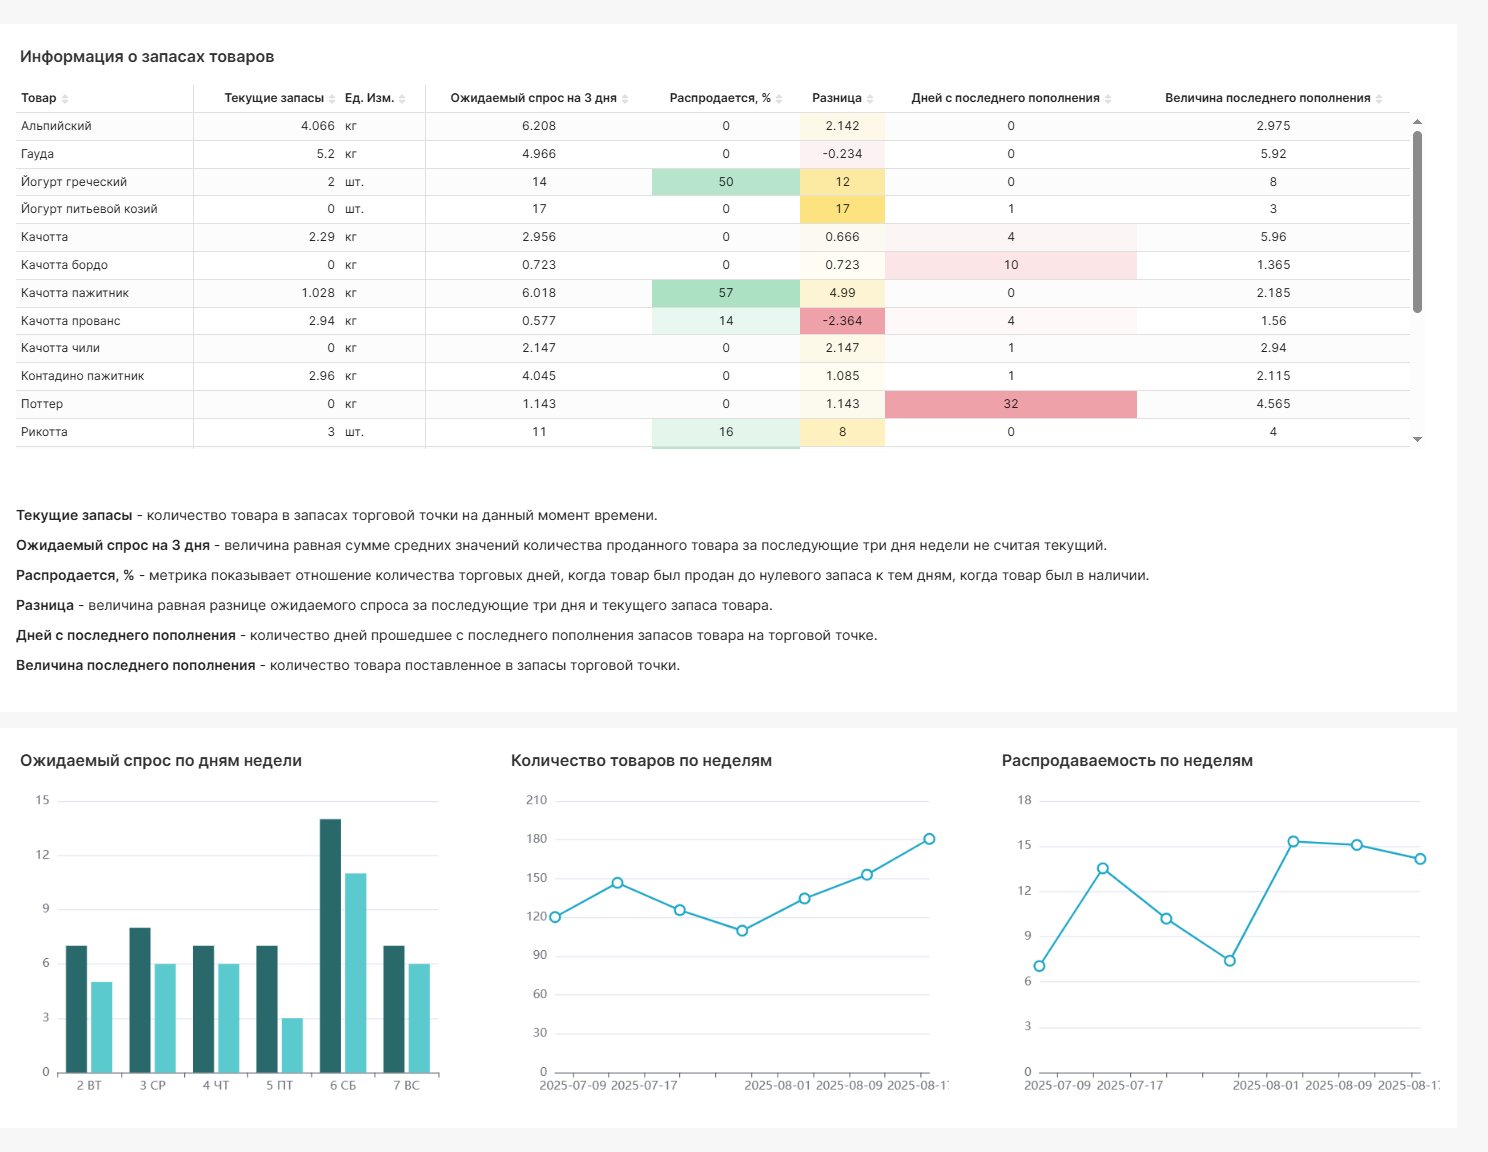 Информация о запасах товаров
Товар Текущие запасы Ед. Изм. Ожидаемый спрос на 3 дня Распродается, % Разница Дней с последнего пополнения Величина последнего пополнения
Альпийский 4.066 кг 6.208 0 2.142 0 2.975
Гауда 5.2 кг 4.966 0 -0.234 0 5.92
Йогурт греческий 2 шт. 14 50 12 0 8
Йогурт питьевой козий 0 шт. 17 0 17 1 3
Качотта 2.29 кг 2.956 0 0.666 4 5.96
Качотта бордо 0 кг 0.723 0 0.723 10 1.365
Качотта пажитник 1.028 кг 6.018 57 4.99 0 2.185
Качотта прованс 2.94 кг 0.577 14 -2.364 4 1.56
Качотта чили 0 кг 2.147 0 2.147 1 2.94
Контадино пажитник 2.96 кг 4.045 0 1.085 1 2.115
Поттер 0 кг 1.143 0 1.143 32 4.565
Рикотта 3 шт. 11 16 8 0 4
Текущие запасы - количество товара в запасах торговой точки на данный момент времени.
Ожидаемый спрос на 3 дня - величина равная сумме средних значений количества проданного товара за последующие три дня недели не считая текущий.
Распродается, % - метрика показывает отношение количества торговых дней, когда товар был продан до нулевого запаса к тем дням, когда товар был в наличии.
Разница - величина равная разнице ожидаемого спроса за последующие три дня и текущего запаса товара.
Дней с последнего пополнения - количество дней прошедшее с последнего пополнения запасов товара на торговой точке.
Величина последнего пополнения - количество товара поставленное в запасы торговой точки.
Ожидаемый спрос по дням недели
15
12
9
6
3
0
2 ВТ 3 СР 4 ЧТ 5 ПТ 6 СБ 7 ВС
Количество товаров по неделям
210
180
150
120
90
60
30
0
2025-07-09 2025-07-17 2025-08-01 2025-08-09 2025-08-1
Распродаваемость по неделям
18
15
12
9
6
3
0
2025-07-09 2025-07-17 2025-08-01 2025-08-09 2025-08-1